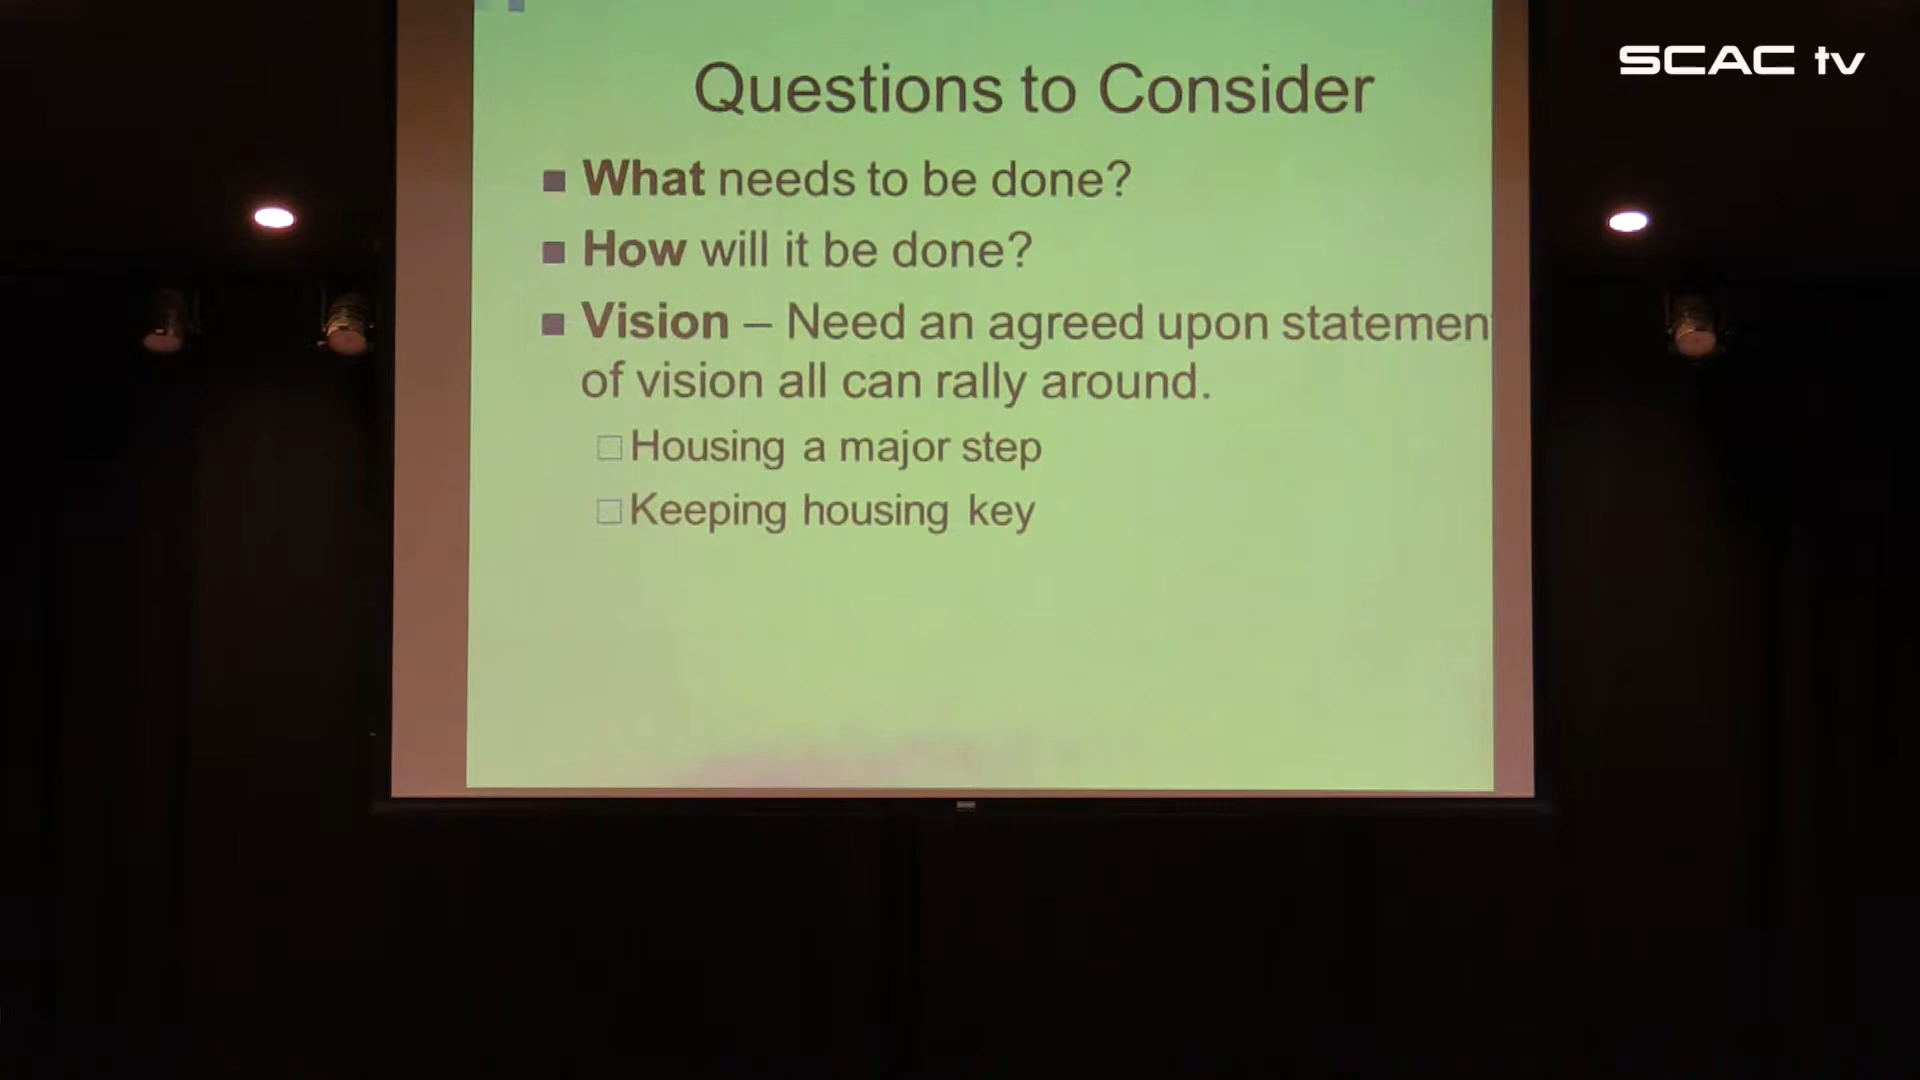 SCAC tv
Questions to Consider
What needs to be done?
How will it be done?
Vision – Need an agreed upon statemen
of vision all can rally around.
Housing a major step
Keeping housing key